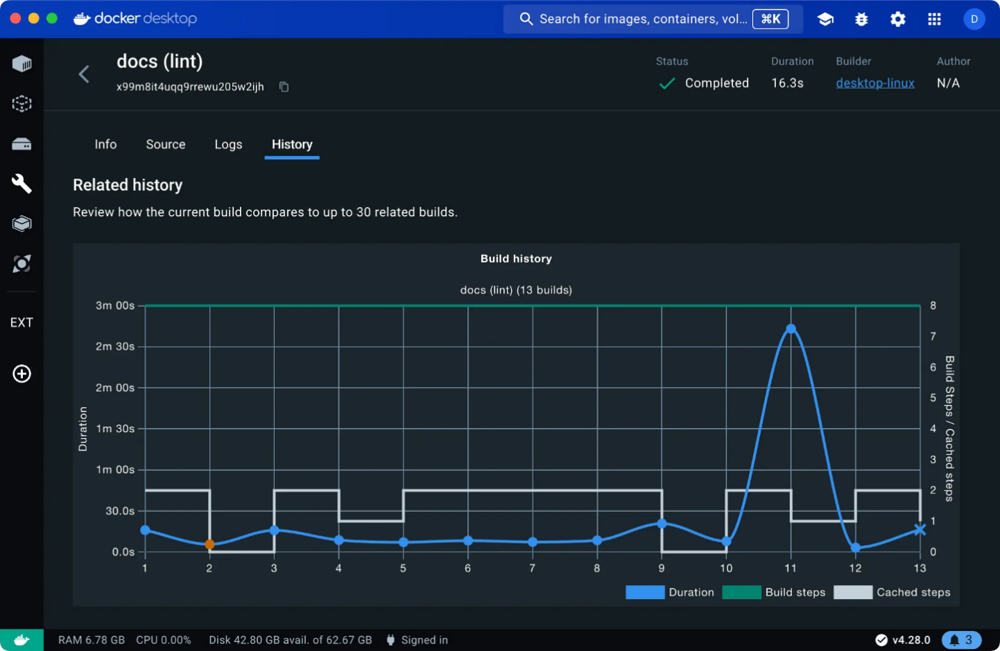 docker desktop
Search for images, containers, vol... ⌘K
D
docs (lint)
x99m8it4uqq9rrewu205w2ijh
Status
Completed
Duration
16.3s
Builder
desktop-linux
Author
N/A
Info Source Logs History
Related history
Review how the current build compares to up to 30 related builds.
EXT
Build history
docs (lint) (13 builds)
3m 00s
2m 30s
2m 00s
1m 30s
1m 00s
30.0s
0.0s
Duration
8
7
6
5
4
3
2
1
0
Build Steps / Cached steps
1 2 3 4 5 6 7 8 9 10 11 12 13
Duration Build steps Cached steps
RAM 6.78 GB CPU 0.00% Disk 42.80 GB avail. of 62.67 GB Signed in
v4.28.0
3